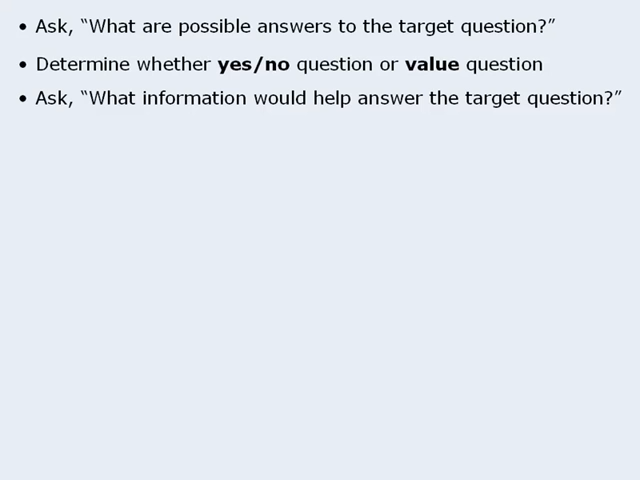 • Ask, “What are possible answers to the target question?”
• Determine whether yes/no question or value question
• Ask, “What information would help answer the target question?”